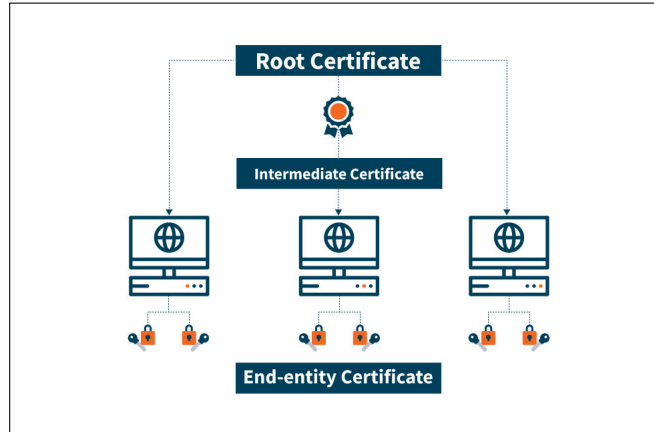 Root Certificate
Intermediate Certificate
End-entity Certificate